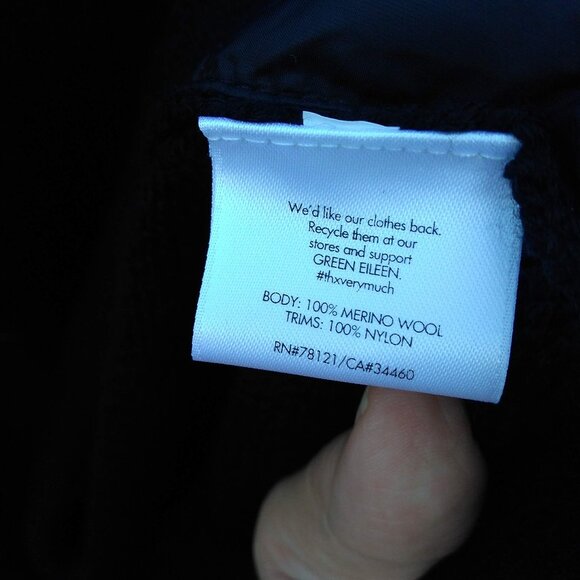 We'd like our clothes back.
Recycle them at our
stores and support
GREEN EILEEN.
#thxverymuch
BODY: 100% MERINO WOOL
TRIMS: 100% NYLON
RN#78121/CA#34460